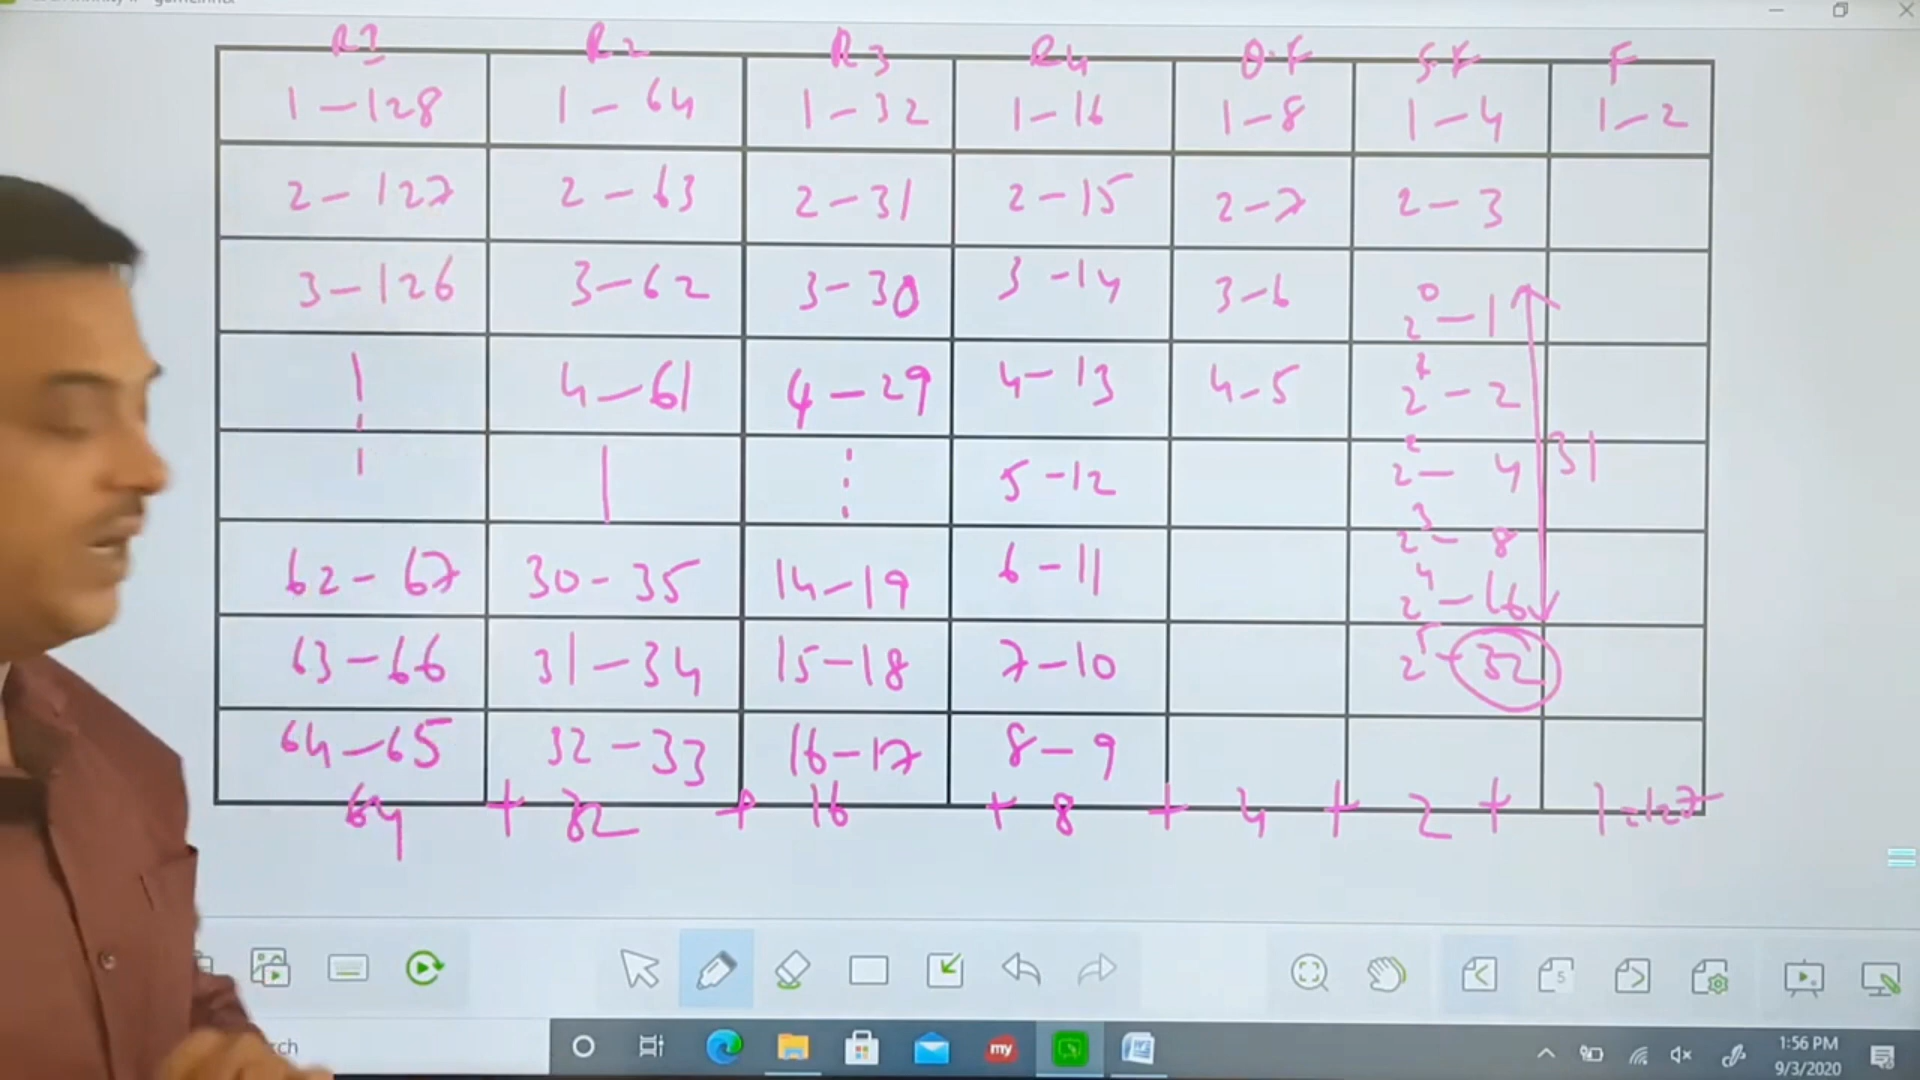 R1 R2 R3 R4 Q.F S.F F
1-128 1-64 1-32 1-16 1-8 1-4 1-2
2-127 2-63 2-31 2-15 2-7 2-3
3-126 3-62 3-30 3-14 3-6 2⁰-1
4-61 4-29 4-13 4-5 2¹-2
5-12 2²-4 31
2³-8
62-67 30-35 14-19 6-11 2⁴-16
63-66 31-34 15-18 7-10 2⁵-32
64-65 32-33 16-17 8-9
64 + 32 + 16 + 8 + 4 + 2 + 1=127
5
my
1:56 PM
9/3/2020